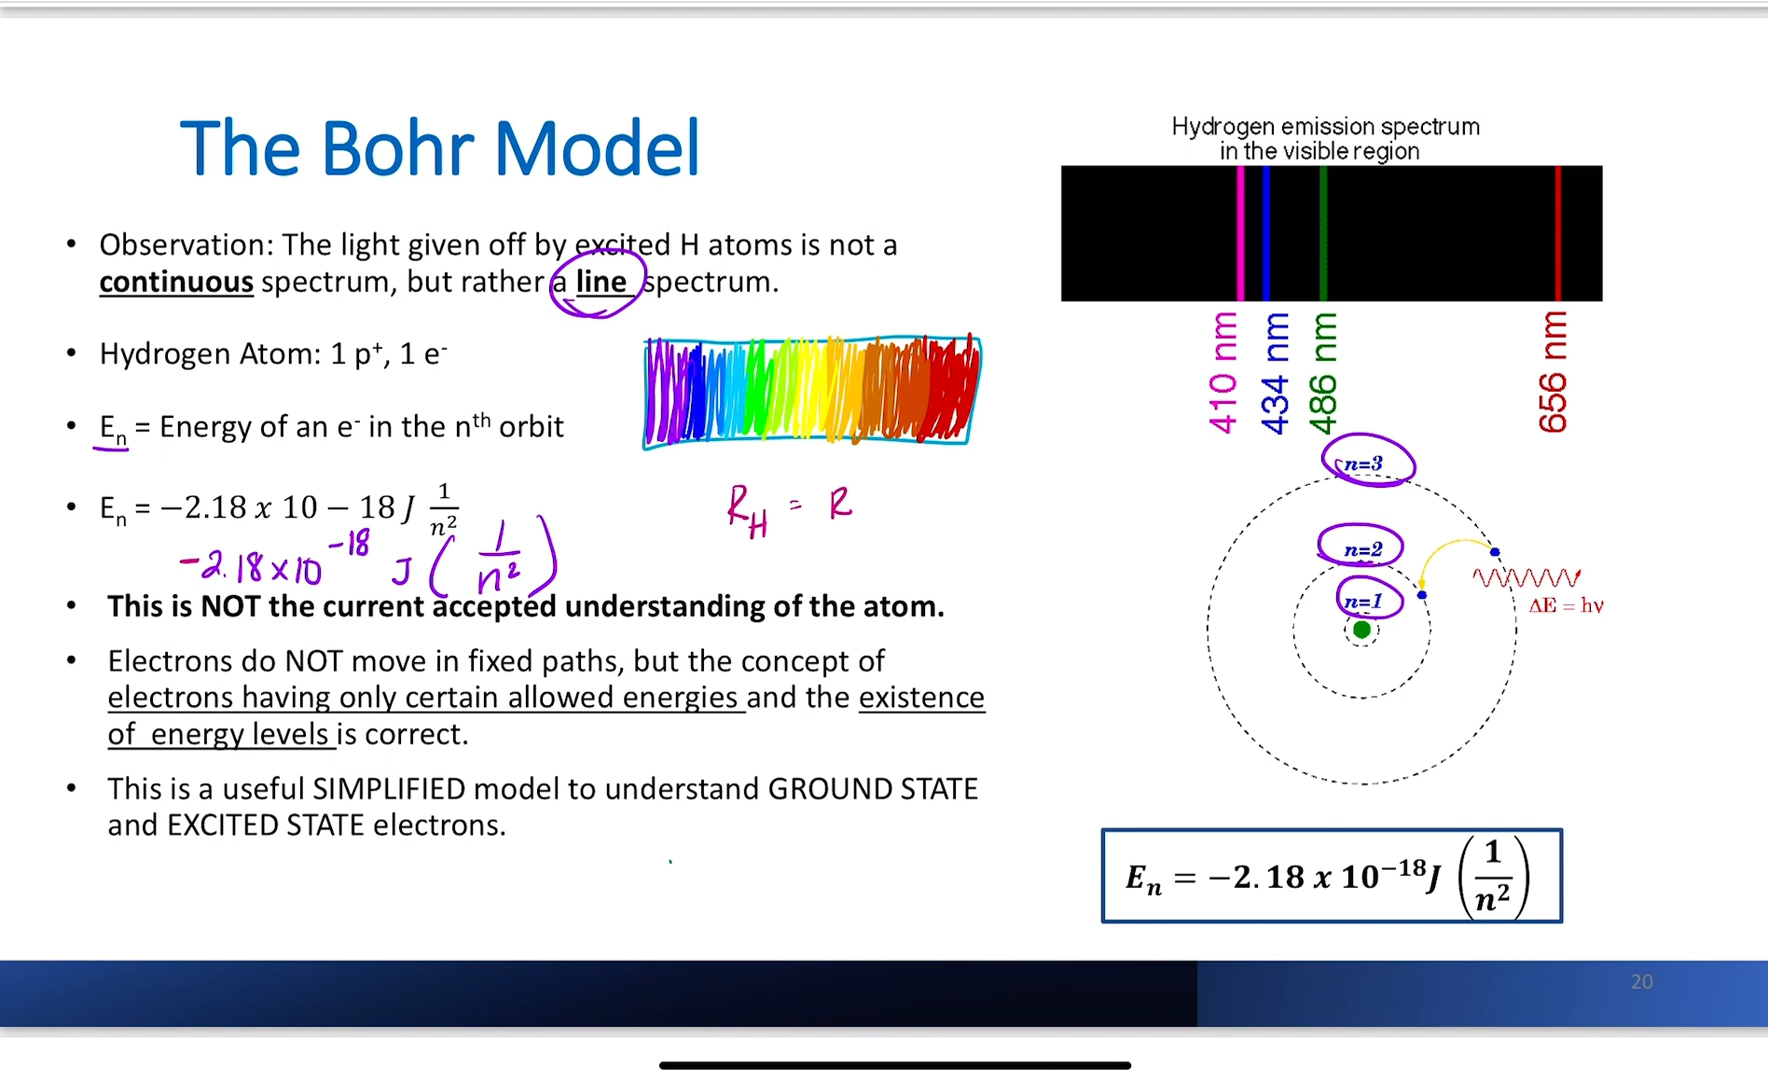 The Bohr Model
• Observation: The light given off by excited H atoms is not a
continuous spectrum, but rather a line spectrum.
• Hydrogen Atom: 1 p⁺, 1 e⁻
• Eₙ = Energy of an e⁻ in the nᵗʰ orbit
• Eₙ = −2.18 x 10 − 18 J 1/n²
-2.18 x 10⁻¹⁸ J (1/n²)
R_H = R
• This is NOT the current accepted understanding of the atom.
• Electrons do NOT move in fixed paths, but the concept of
electrons having only certain allowed energies and the existence
of energy levels is correct.
• This is a useful SIMPLIFIED model to understand GROUND STATE
and EXCITED STATE electrons.
Hydrogen emission spectrum
in the visible region
410 nm
434 nm
486 nm
656 nm
n=3
n=2
n=1
ΔE = hν
Eₙ = −2.18 x 10⁻¹⁸J (1/n²)
20